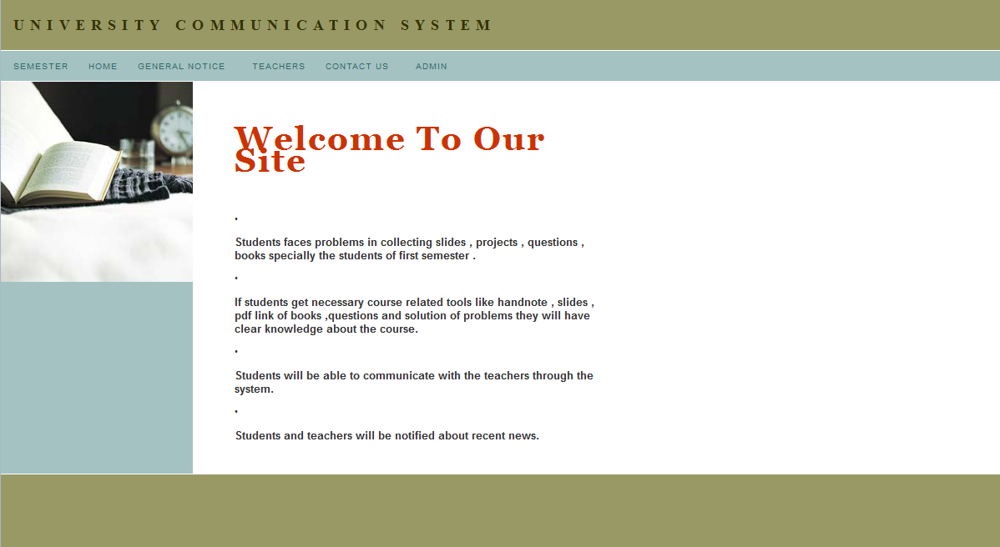 UNIVERSITY COMMUNICATION SYSTEM
SEMESTER HOME GENERAL NOTICE TEACHERS CONTACT US ADMIN
Welcome To Our
Site
•
Students faces problems in collecting slides , projects , questions ,
books specially the students of first semester .
•
If students get necessary course related tools like handnote , slides ,
pdf link of books ,questions and solution of problems they will have
clear knowledge about the course.
•
Students will be able to communicate with the teachers through the
system.
•
Students and teachers will be notified about recent news.